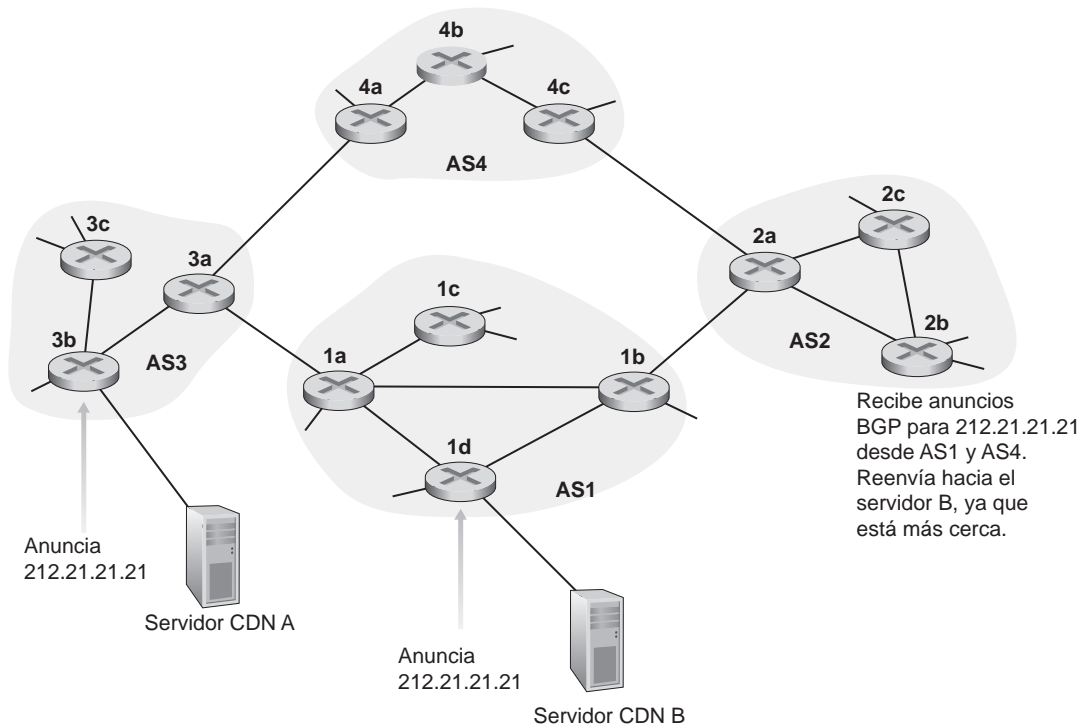 4b
4a
4c
AS4
3c
2c
3a
2a
1c
3b
AS3
1a
1b
AS2
2b
1d
AS1
Recibe anuncios
BGP para 212.21.21.21
desde AS1 y AS4.
Reenvía hacia el
servidor B, ya que
está más cerca.
Anuncia
212.21.21.21
Servidor CDN A
Anuncia
212.21.21.21
Servidor CDN B